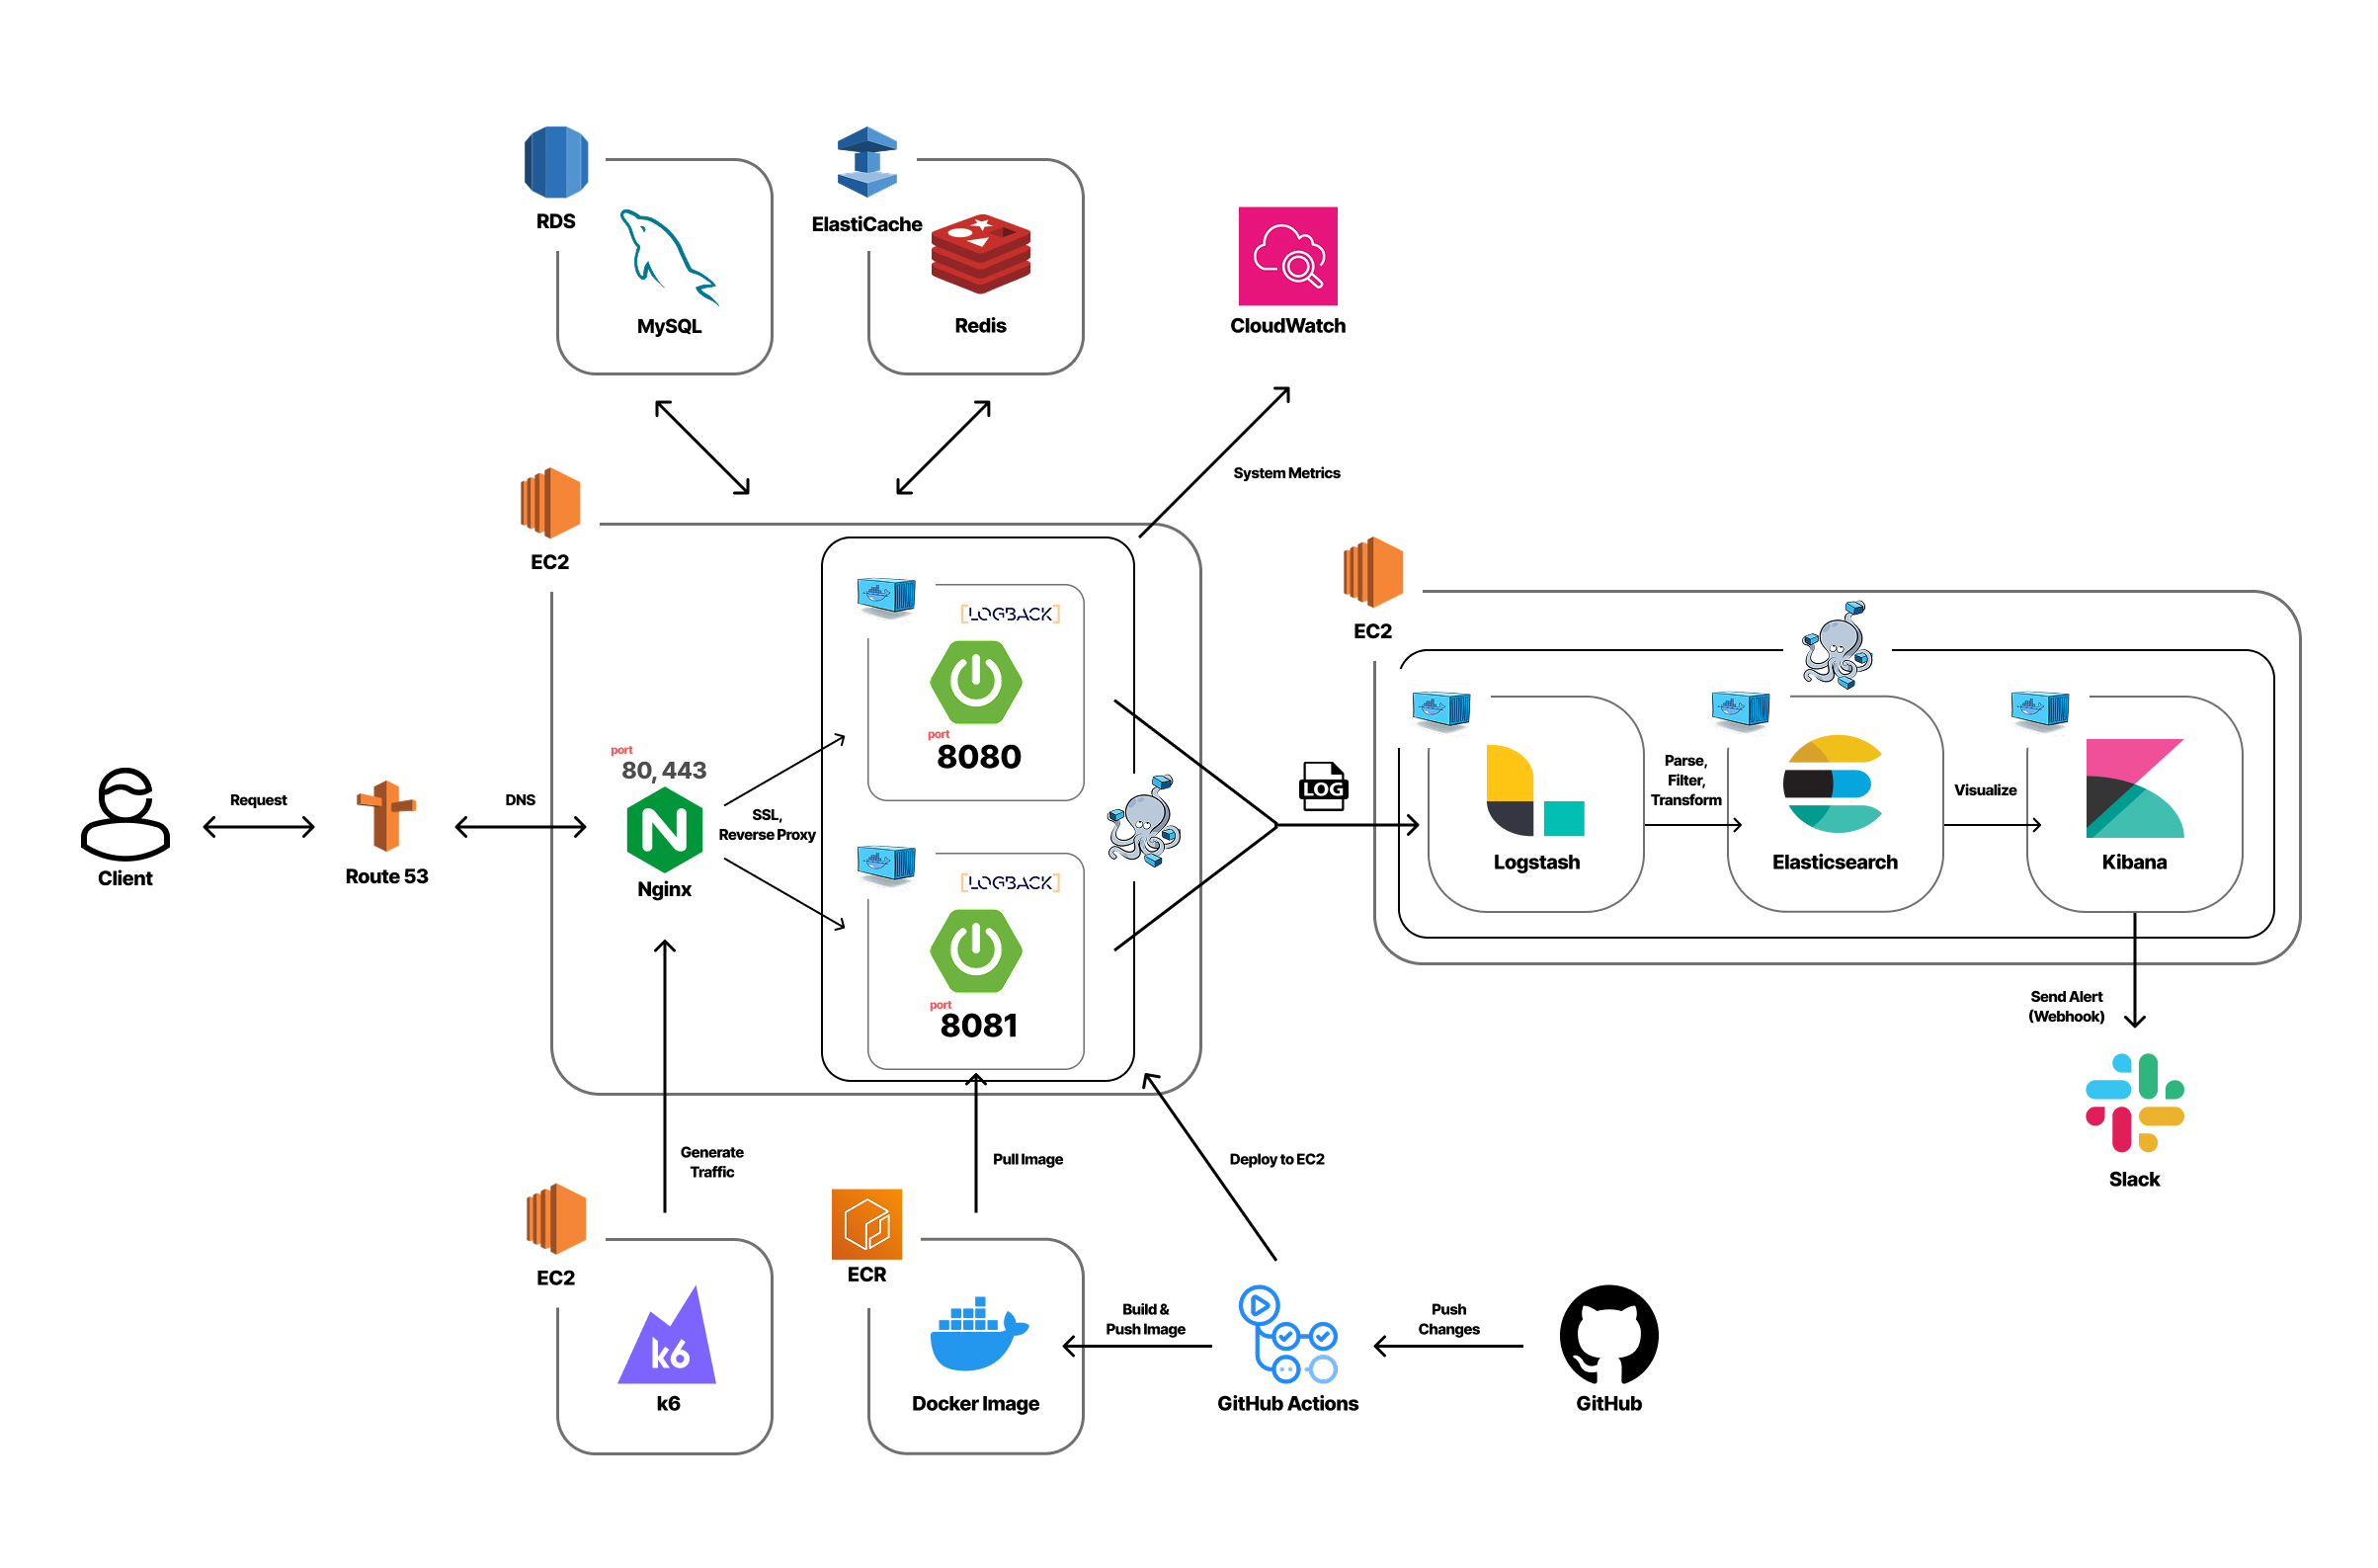 RDS
MySQL
ElastiCache
Redis
CloudWatch
System Metrics
EC2
LOGBACK
port
8080
port
80, 443
Nginx
SSL,
Reverse Proxy
LOGBACK
port
8081
Client
Request
Route 53
DNS
LOG
EC2
Logstash
Parse,
Filter,
Transform
Elasticsearch
Visualize
Kibana
Send Alert
(Webhook)
Slack
Generate
Traffic
Pull Image
Deploy to EC2
EC2
k6
k6
ECR
Docker Image
Build &
Push Image
GitHub Actions
Push
Changes
GitHub